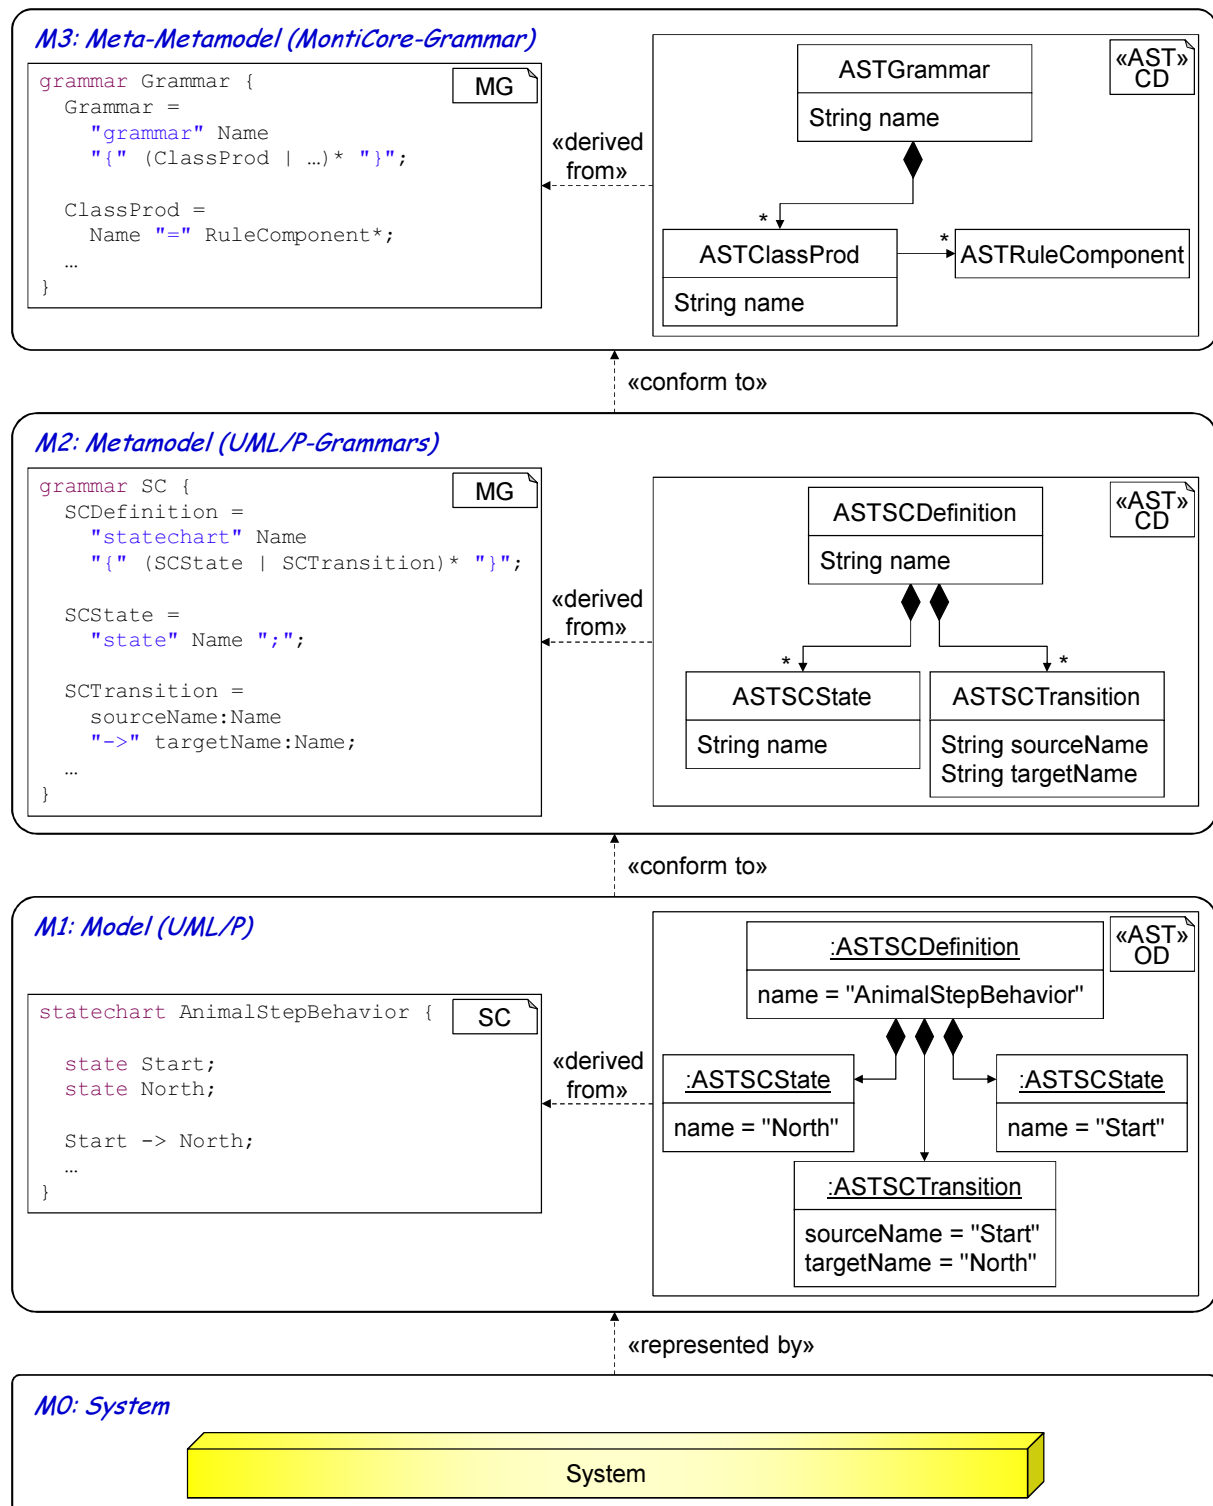 M3: Meta-Metamodel (MontiCore-Grammar)
grammar Grammar {
MG
Grammar =
"grammar" Name
"{" (ClassProd | …)* "}";
ClassProd =
Name "=" RuleComponent*;
…
}
«derived
from»
«AST»
CD
ASTGrammar
String name
*
ASTClassProd
String name
*
ASTRuleComponent
«conform to»
M2: Metamodel (UML/P-Grammars)
grammar SC {
MG
SCDefinition =
"statechart" Name
"{" (SCState | SCTransition)* "}";
SCState =
"state" Name ";";
SCTransition =
sourceName:Name
"->" targetName:Name;
…
}
«derived
from»
«AST»
CD
ASTSCDefinition
String name
*
*
ASTSCState
String name
ASTSCTransition
String sourceName
String targetName
«conform to»
M1: Model (UML/P)
statechart AnimalStepBehavior {
SC
state Start;
state North;
Start -> North;
…
}
«derived
from»
«AST»
OD
:ASTSCDefinition
name = "AnimalStepBehavior"
:ASTSCState
name = "North"
:ASTSCState
name = "Start"
:ASTSCTransition
sourceName = "Start"
targetName = "North"
«represented by»
M0: System
System